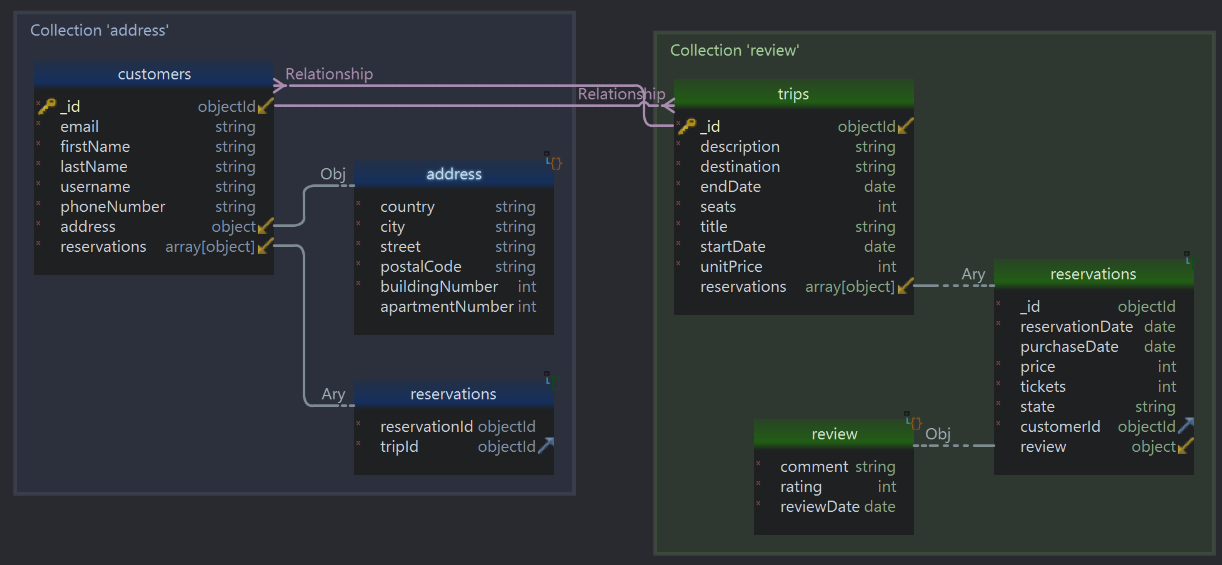 Collection 'address'
customers
_id objectId
email string
firstName string
lastName string
username string
phoneNumber string
address object
reservations array[object]
Relationship
Relationship
Obj
address
country string
city string
street string
postalCode string
buildingNumber int
apartmentNumber int
Ary
reservations
reservationId objectId
tripId objectId
Collection 'review'
trips
_id objectId
description string
destination string
endDate date
seats int
title string
startDate date
unitPrice int
reservations array[object]
Ary
reservations
_id objectId
reservationDate date
purchaseDate date
price int
tickets int
state string
customerId objectId
review object
Obj
review
comment string
rating int
reviewDate date